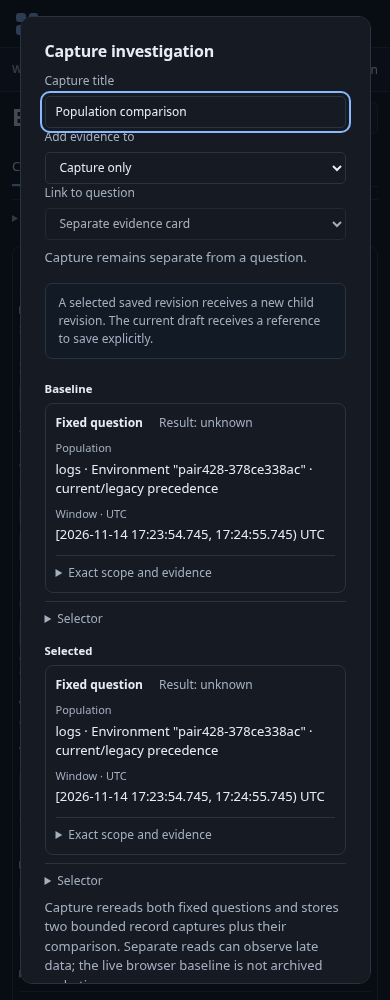 Capture investigation
Capture title
Population comparison
Add evidence to
Capture only
Link to question
Separate evidence card
Capture remains separate from a question.
A selected saved revision receives a new child
revision. The current draft receives a reference
to save explicitly.
Baseline
Fixed question Result: unknown
Population
logs · Environment "pair428-378ce338ac" ·
current/legacy precedence
Window · UTC
[2026-11-14 17:23:54.745, 17:24:55.745) UTC
Exact scope and evidence
Selector
Selected
Fixed question Result: unknown
Population
logs · Environment "pair428-378ce338ac" ·
current/legacy precedence
Window · UTC
[2026-11-14 17:23:54.745, 17:24:55.745) UTC
Exact scope and evidence
Selector
Capture rereads both fixed questions and stores
two bounded record captures plus their
comparison. Separate reads can observe late
data; the live browser baseline is not archived